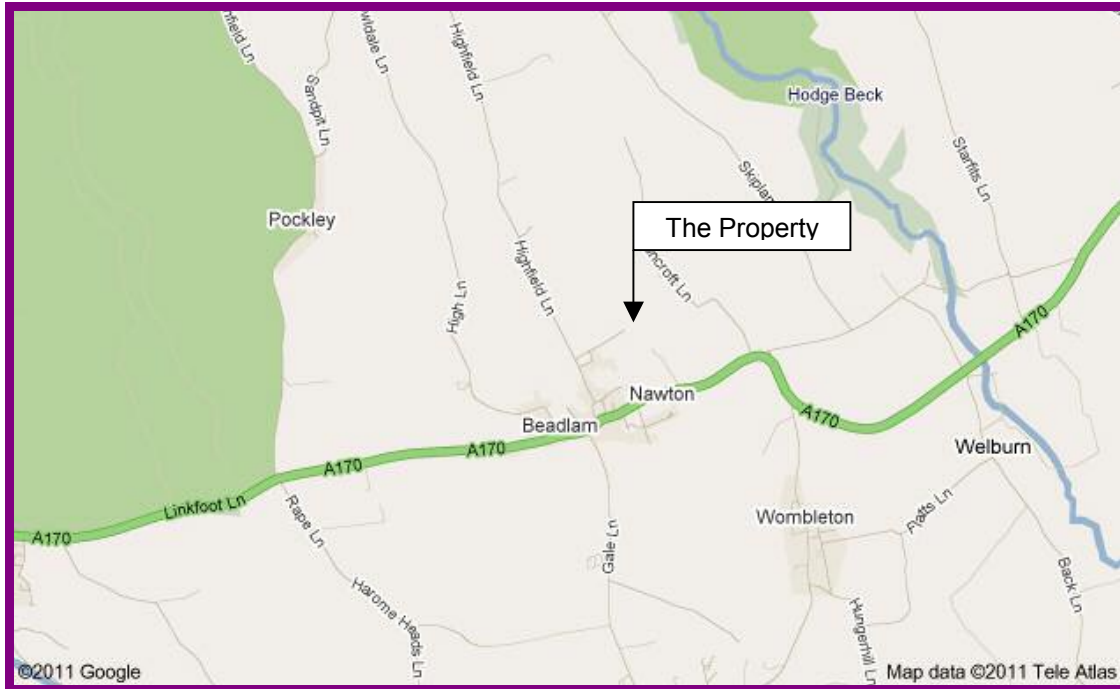 Sandpit Ln
Highfield Ln
Hodge Beck
Starfits Ln
Pockley
The Property
Highfield Ln
High Ln
A170
Nawton
Beadlam
A170
A170
A170
Welburn
Linkfoot Ln
A170
Rape Ln
Wombleton
Gale Ln
Back Ln
Harome Heads Ln
Hungerhill Ln
©2011 Google
Map data ©2011 Tele Atlas